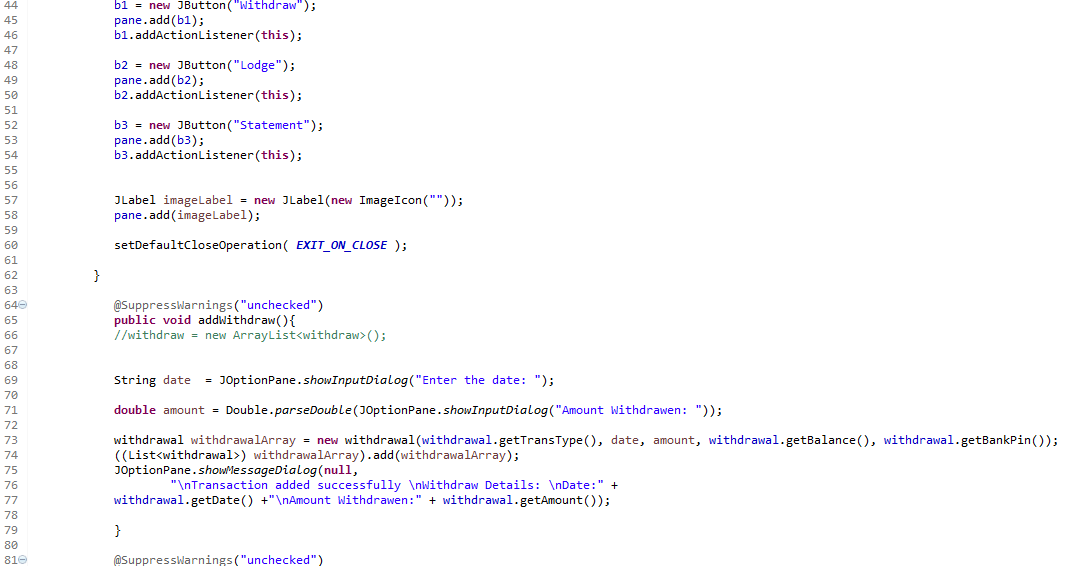 44 b1 = new JButton("Withdraw");
45 pane.add(b1);
46 b1.addActionListener(this);
47
48 b2 = new JButton("Lodge");
49 pane.add(b2);
50 b2.addActionListener(this);
51
52 b3 = new JButton("Statement");
53 pane.add(b3);
54 b3.addActionListener(this);
55
56
57 JLabel imageLabel = new JLabel(new ImageIcon(""));
58 pane.add(imageLabel);
59
60 setDefaultCloseOperation( EXIT_ON_CLOSE );
61
62 }
63
64 @SuppressWarnings("unchecked")
65 public void addWithdraw(){
66 //withdraw = new ArrayList<withdraw>();
67
68
69 String date  = JOptionPane.showInputDialog("Enter the date: ");
70
71 double amount = Double.parseDouble(JOptionPane.showInputDialog("Amount Withdrawen: "));
72
73 withdrawal withdrawalArray = new withdrawal(withdrawal.getTransType(), date, amount, withdrawal.getBalance(), withdrawal.getBankPin());
74 ((List<withdrawal>) withdrawalArray).add(withdrawalArray);
75 JOptionPane.showMessageDialog(null,
76 "\nTransaction added successfully \nWithdraw Details: \nDate:" +
77 withdrawal.getDate() +"\nAmount Withdrawen:" + withdrawal.getAmount());
78
79 }
80
81 @SuppressWarnings("unchecked")